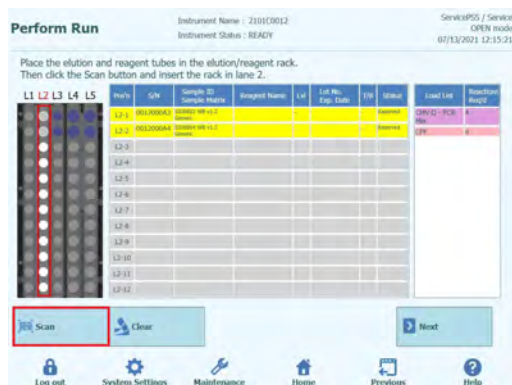 Perform Run
Instrument Name : 2101C0012
Instrument Status : READY
ServicePSS / Service
OPEN mode
07/13/2021 12:15:21
Place the elution and reagent tubes in the elution/reagent rack.
Then click the Scan button and insert the rack in lane 2.
L1 L2 L3 L4 L5
Pos'n S/N Sample ID Sample Matrix Reagent Name Lvl Lot No. Exp. Date T/R Status
Load List Reactions Req'd
L2-1 001200063
L2-2 001200064
L2-3
L2-4
L2-5
L2-6
L2-7
L2-8
L2-9
L2-10
L2-11
L2-12
Scan
Clear
Next
Log out
System Settings
Maintenance
Home
Previous
Help